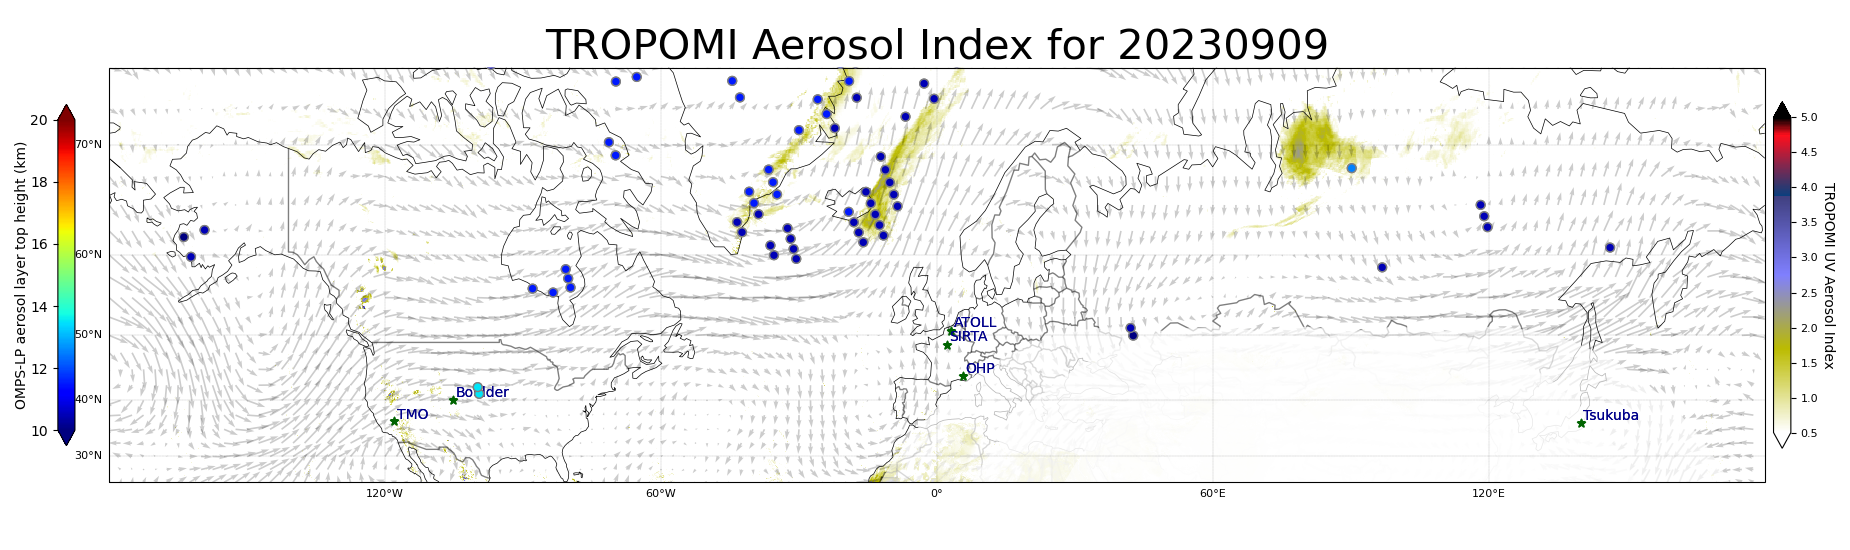 TROPOMI Aerosol Index for 20230909
OMPS-LP aerosol layer top height (km)
20
18
16
14
12
10
70°N
60°N
50°N
40°N
30°N
120°W
60°W
0°
60°E
120°E
ATOLL
SIRTA
OHP
Boulder
TMO
Tsukuba
5.0
4.5
4.0
3.5
3.0
2.5
2.0
1.5
1.0
0.5
TROPOMI UV Aerosol Index